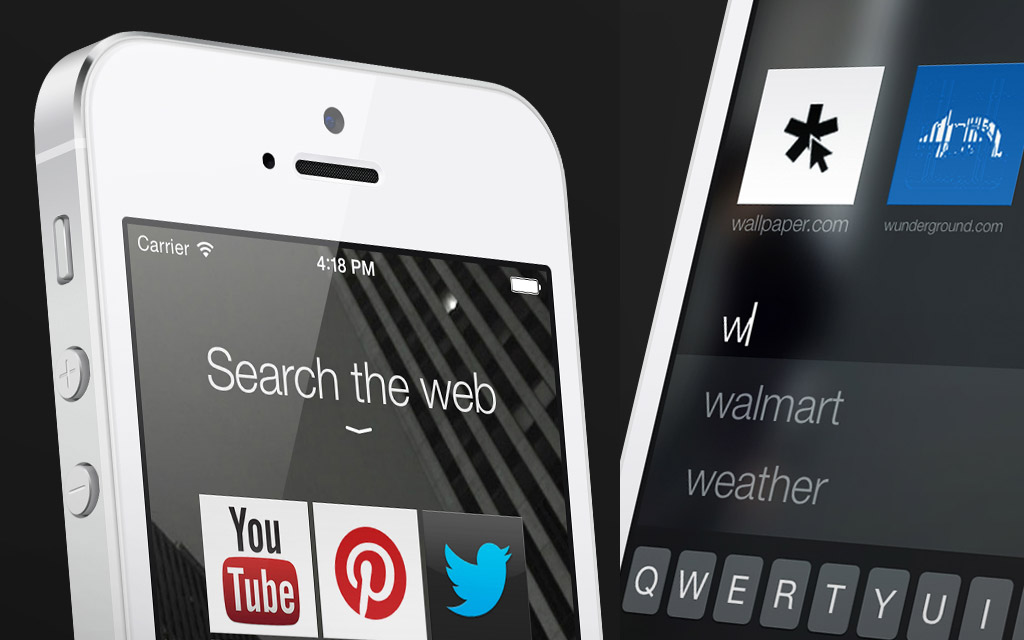 Carrier
4:18 PM
Search the web
You
Tube
wallpaper.com
wunderground.com
w
walmart
weather
Q W E R T Y U I